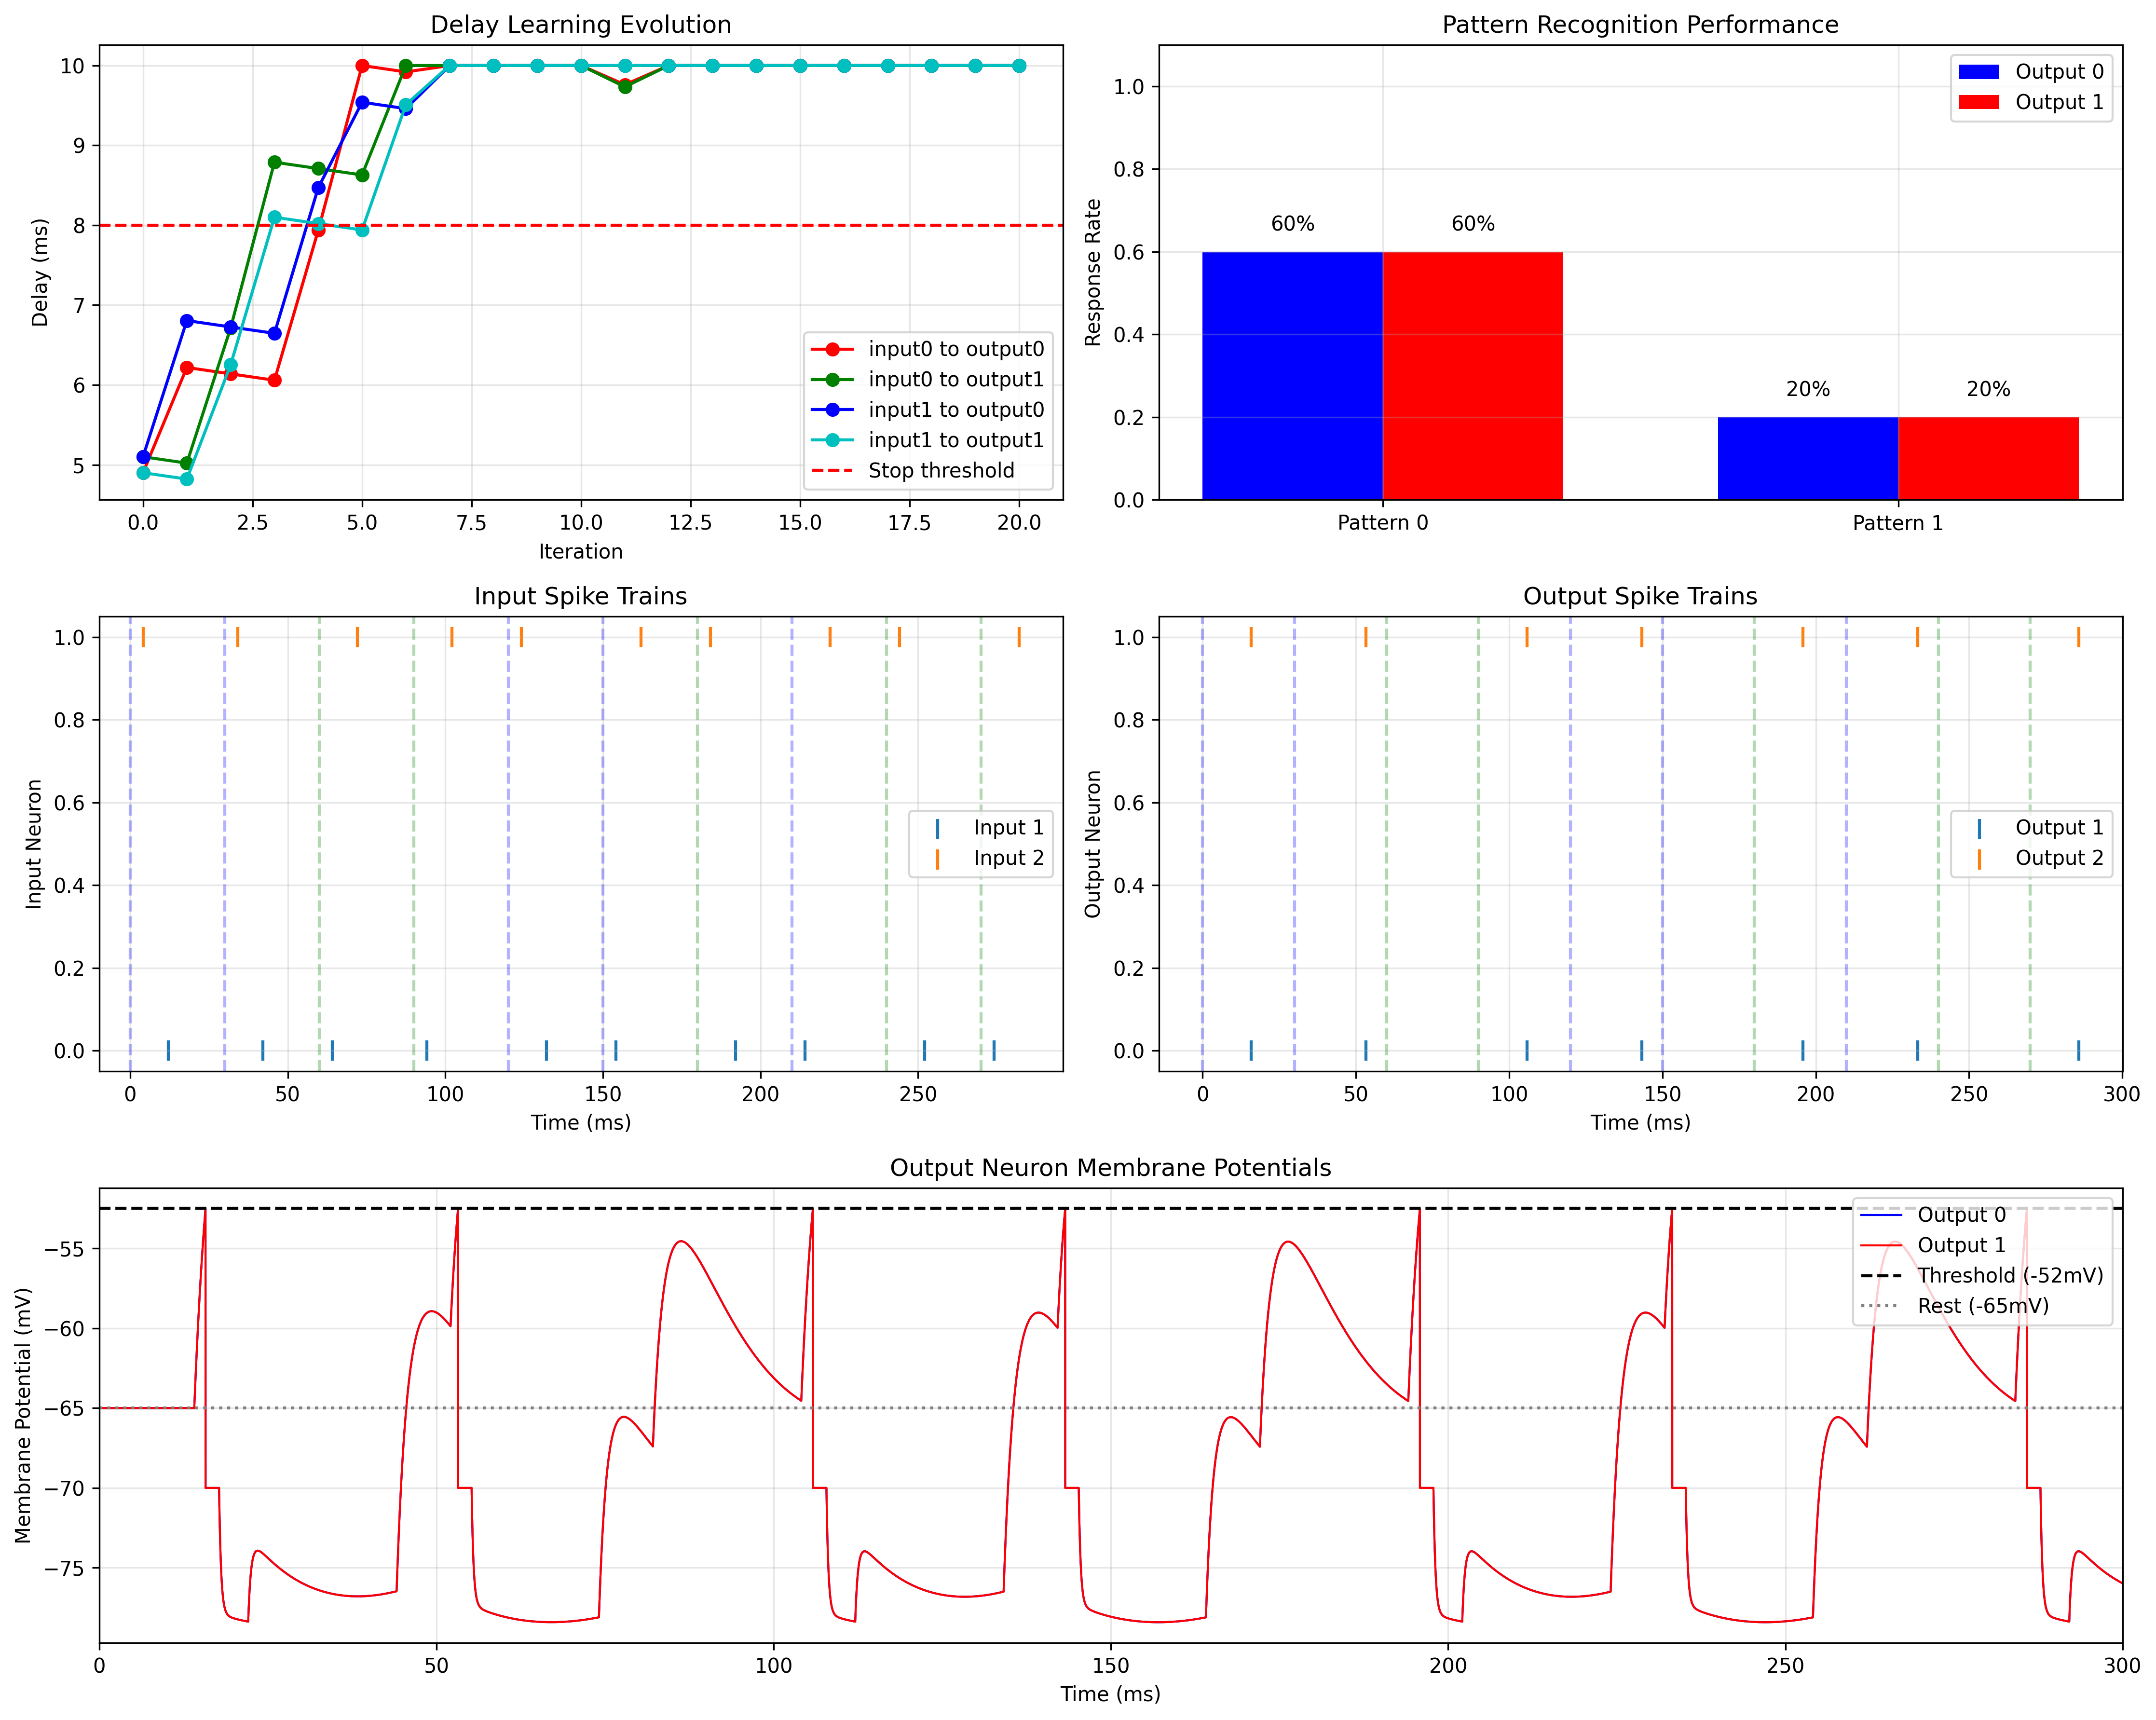 Delay Learning Evolution
10
9
8
7
6
5
Delay (ms)
0.0 2.5 5.0 7.5 10.0 12.5 15.0 17.5 20.0
Iteration
input0 to output0
input0 to output1
input1 to output0
input1 to output1
Stop threshold
Pattern Recognition Performance
1.0
0.8
0.6
0.4
0.2
0.0
Response Rate
60% 60%
20% 20%
Pattern 0 Pattern 1
Output 0
Output 1
Input Spike Trains
1.0
0.8
0.6
0.4
0.2
0.0
Input Neuron
0 50 100 150 200 250
Time (ms)
Input 1
Input 2
Output Spike Trains
1.0
0.8
0.6
0.4
0.2
0.0
Output Neuron
0 50 100 150 200 250 300
Time (ms)
Output 1
Output 2
Output Neuron Membrane Potentials
−55
−60
−65
−70
−75
Membrane Potential (mV)
0 50 100 150 200 250 300
Time (ms)
Output 0
Output 1
Threshold (-52mV)
Rest (-65mV)